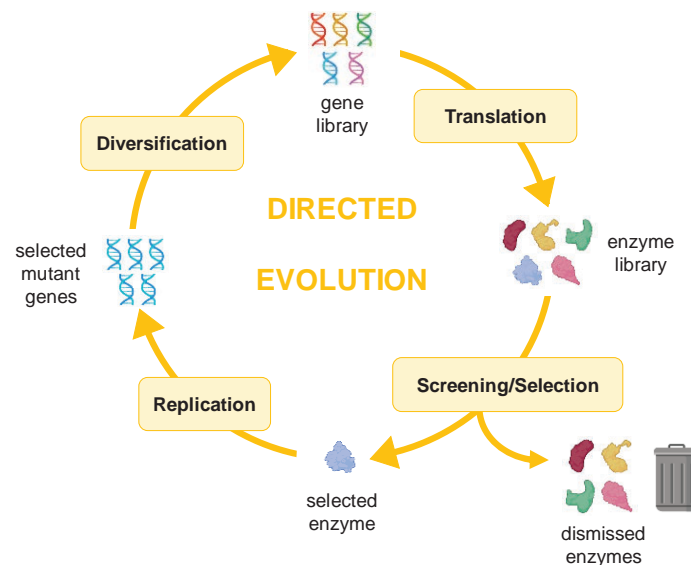 gene
library
Diversification
Translation
DIRECTED
EVOLUTION
selected
mutant
genes
enzyme
library
Replication
Screening/Selection
selected
enzyme
dismissed
enzymes